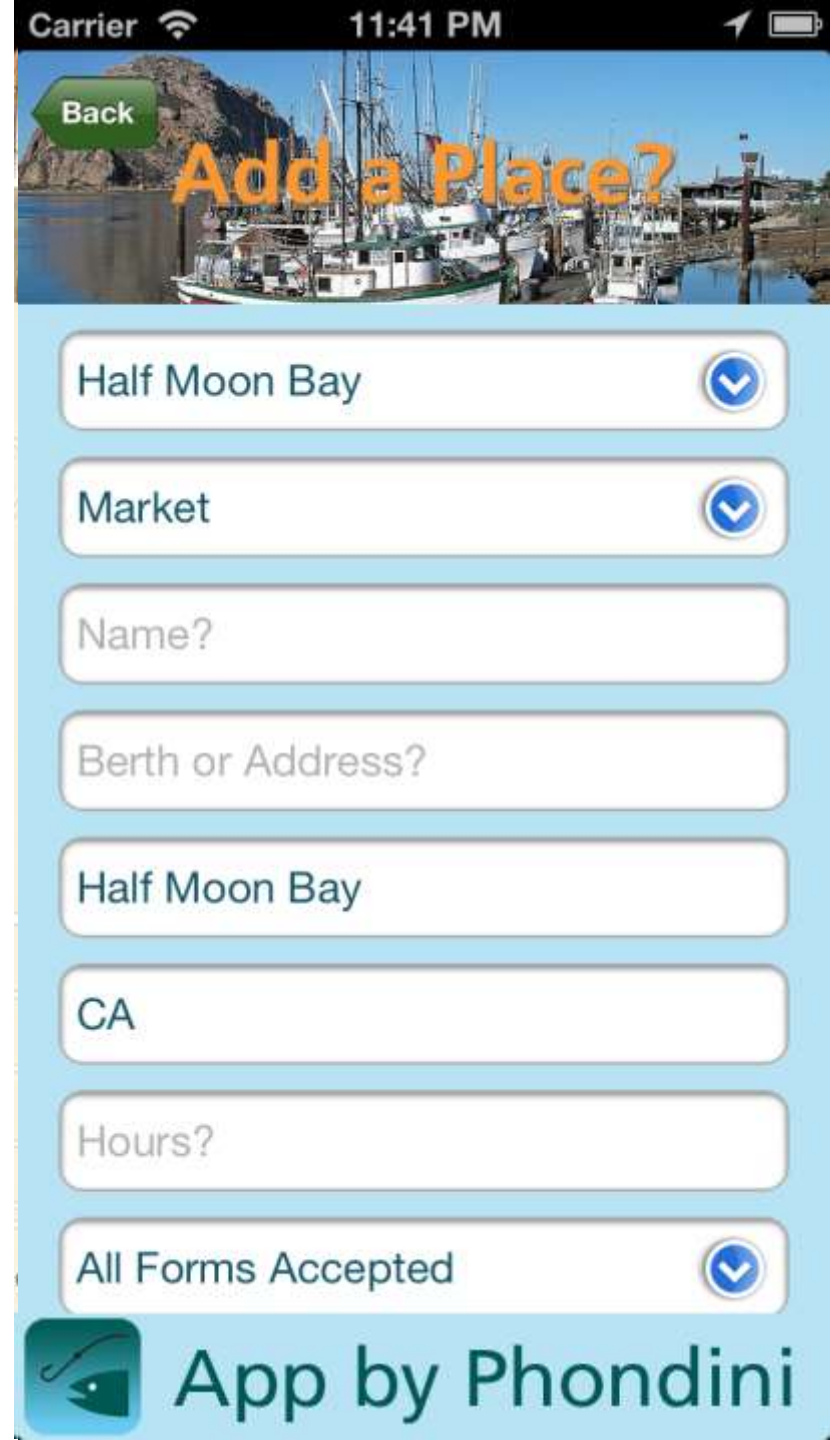 Carrier 11:41 PM
Back
Add a Place?
Half Moon Bay
Market
Name?
Berth or Address?
Half Moon Bay
CA
Hours?
All Forms Accepted
App by Phondini